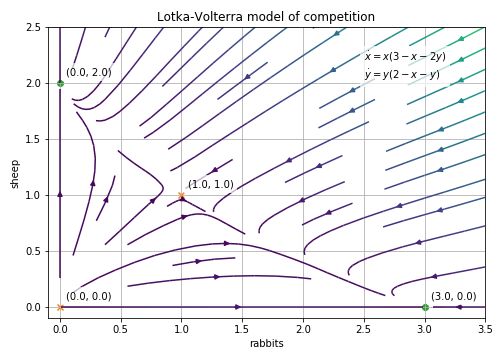 Lotka-Volterra model of competition
2.5
ẋ = x(3 − x − 2y)
ẏ = y(2 − x − y)
(0.0, 2.0)
2.0
1.5
sheep
(1.0, 1.0)
1.0
0.5
(0.0, 0.0)
(3.0, 0.0)
0.0
0.0 0.5 1.0 1.5 2.0 2.5 3.0 3.5
rabbits